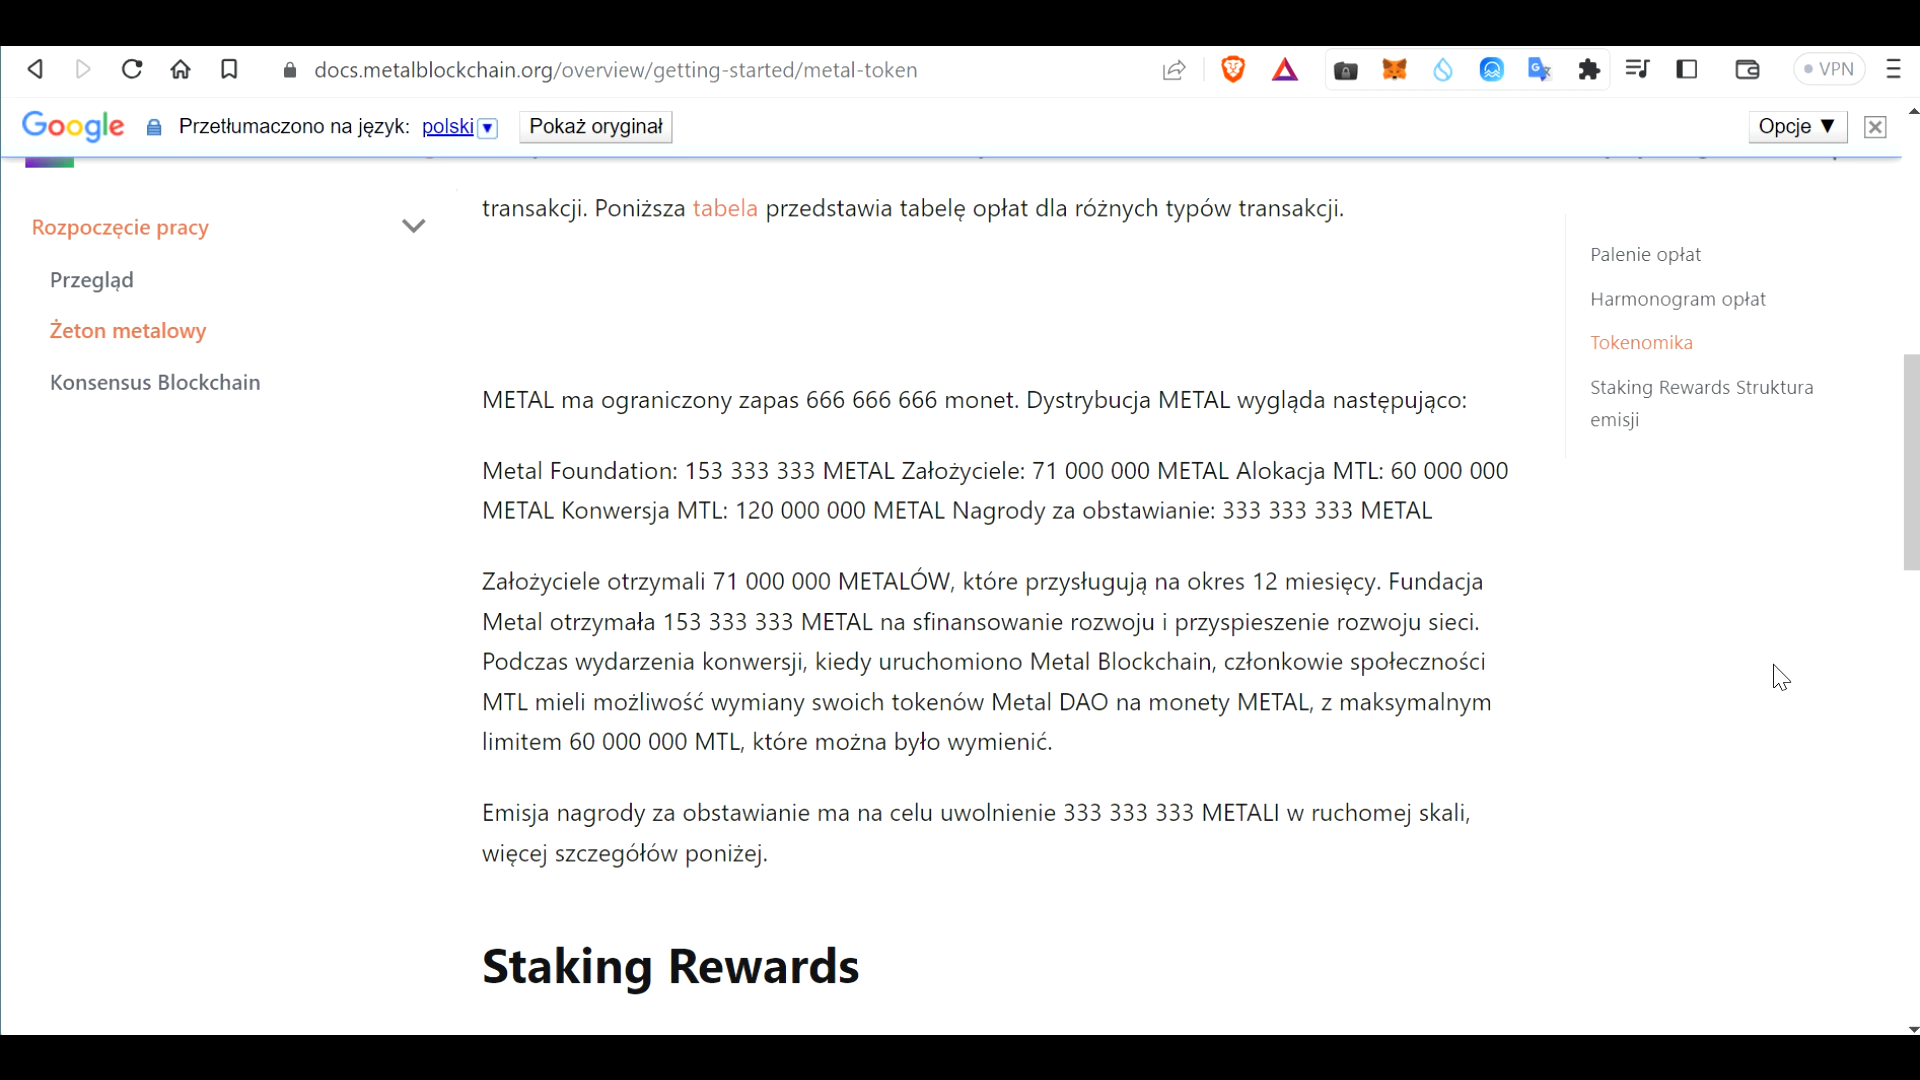 docs.metalblockchain.org/overview/getting-started/metal-token
VPN
Google
Przetłumaczono na język: polski
Pokaż oryginał
Opcje ▼
Rozpoczęcie pracy
Przegląd
Żeton metalowy
Konsensus Blockchain
transakcji. Poniższa tabela przedstawia tabelę opłat dla różnych typów transakcji.
METAL ma ograniczony zapas 666 666 666 monet. Dystrybucja METAL wygląda następująco:
Metal Foundation: 153 333 333 METAL Założyciele: 71 000 000 METAL Alokacja MTL: 60 000 000
METAL Konwersja MTL: 120 000 000 METAL Nagrody za obstawianie: 333 333 333 METAL
Założyciele otrzymali 71 000 000 METALÓW, które przysługują na okres 12 miesięcy. Fundacja
Metal otrzymała 153 333 333 METAL na sfinansowanie rozwoju i przyspieszenie rozwoju sieci.
Podczas wydarzenia konwersji, kiedy uruchomiono Metal Blockchain, członkowie społeczności
MTL mieli możliwość wymiany swoich tokenów Metal DAO na monety METAL, z maksymalnym
limitem 60 000 000 MTL, które można było wymienić.
Emisja nagrody za obstawianie ma na celu uwolnienie 333 333 333 METALI w ruchomej skali,
więcej szczegółów poniżej.
Staking Rewards
Palenie opłat
Harmonogram opłat
Tokenomika
Staking Rewards Struktura
emisji